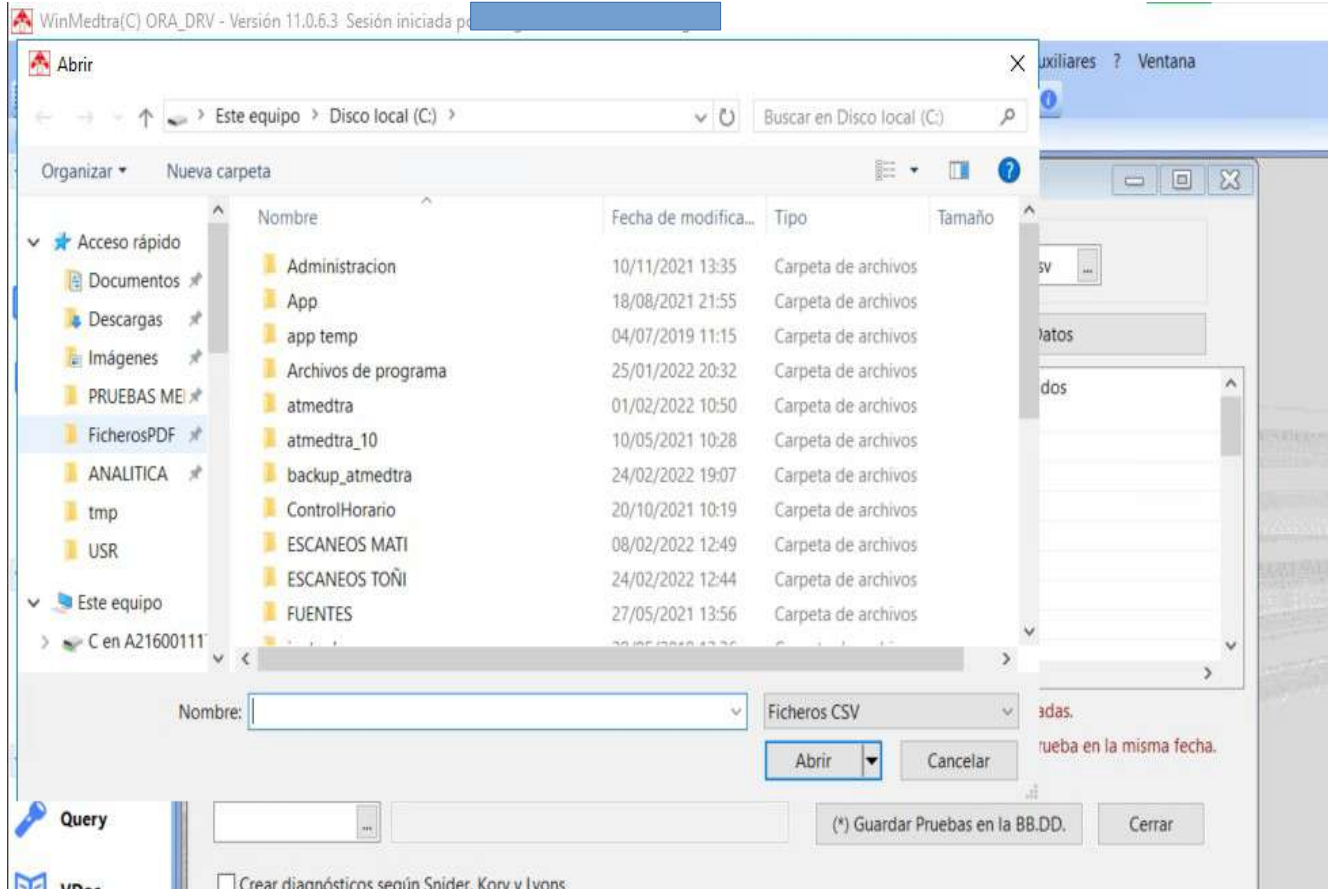 WinMedtra(C) ORA_DRV - Versión 11.0.6.3 Sesión iniciada
Abrir
uxiliares ? Ventana
Este equipo > Disco local (C:) >
Buscar en Disco local (C:)
Organizar
Nueva carpeta
Nombre Fecha de modifica... Tipo Tamaño
Acceso rápido
Documentos
Descargas
Imágenes
PRUEBAS ME
FicherosPDF
ANALITICA
tmp
USR
Este equipo
C en A21600111
Administracion 10/11/2021 13:35 Carpeta de archivos
App 18/08/2021 21:55 Carpeta de archivos
app temp 04/07/2019 11:15 Carpeta de archivos
Archivos de programa 25/01/2022 20:32 Carpeta de archivos
atmedtra 01/02/2022 10:50 Carpeta de archivos
atmedtra_10 10/05/2021 10:28 Carpeta de archivos
backup_atmedtra 24/02/2022 19:07 Carpeta de archivos
ControlHorario 20/10/2021 10:19 Carpeta de archivos
ESCANEOS MATI 08/02/2022 12:49 Carpeta de archivos
ESCANEOS TOÑI 24/02/2022 12:44 Carpeta de archivos
FUENTES 27/05/2021 13:56 Carpeta de archivos
sv ...
Datos
dos
Nombre:
Ficheros CSV
Abrir
Cancelar
adas.
rueba en la misma fecha.
Query
...
(*) Guardar Pruebas en la BB.DD.
Cerrar
Crear diagnósticos según Snider, Kory y Lyons